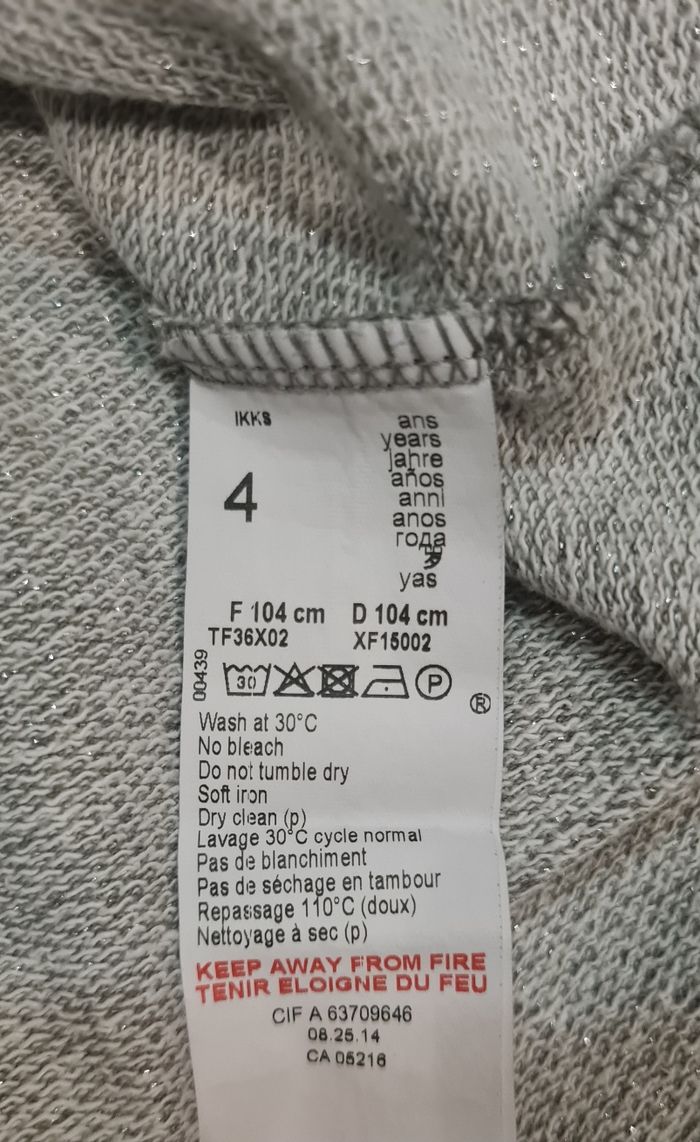 IKKS
4
ans
years
jahre
años
anni
anos
года
yas
F 104 cm D 104 cm
TF36X02 XF15002
00439
30
P
®
Wash at 30°C
No bleach
Do not tumble dry
Soft iron
Dry clean (p)
Lavage 30°C cycle normal
Pas de blanchiment
Pas de séchage en tambour
Repassage 110°C (doux)
Nettoyage à sec (p)
KEEP AWAY FROM FIRE
TENIR ELOIGNE DU FEU
CIF A 63709646
08.25.14
CA 05216